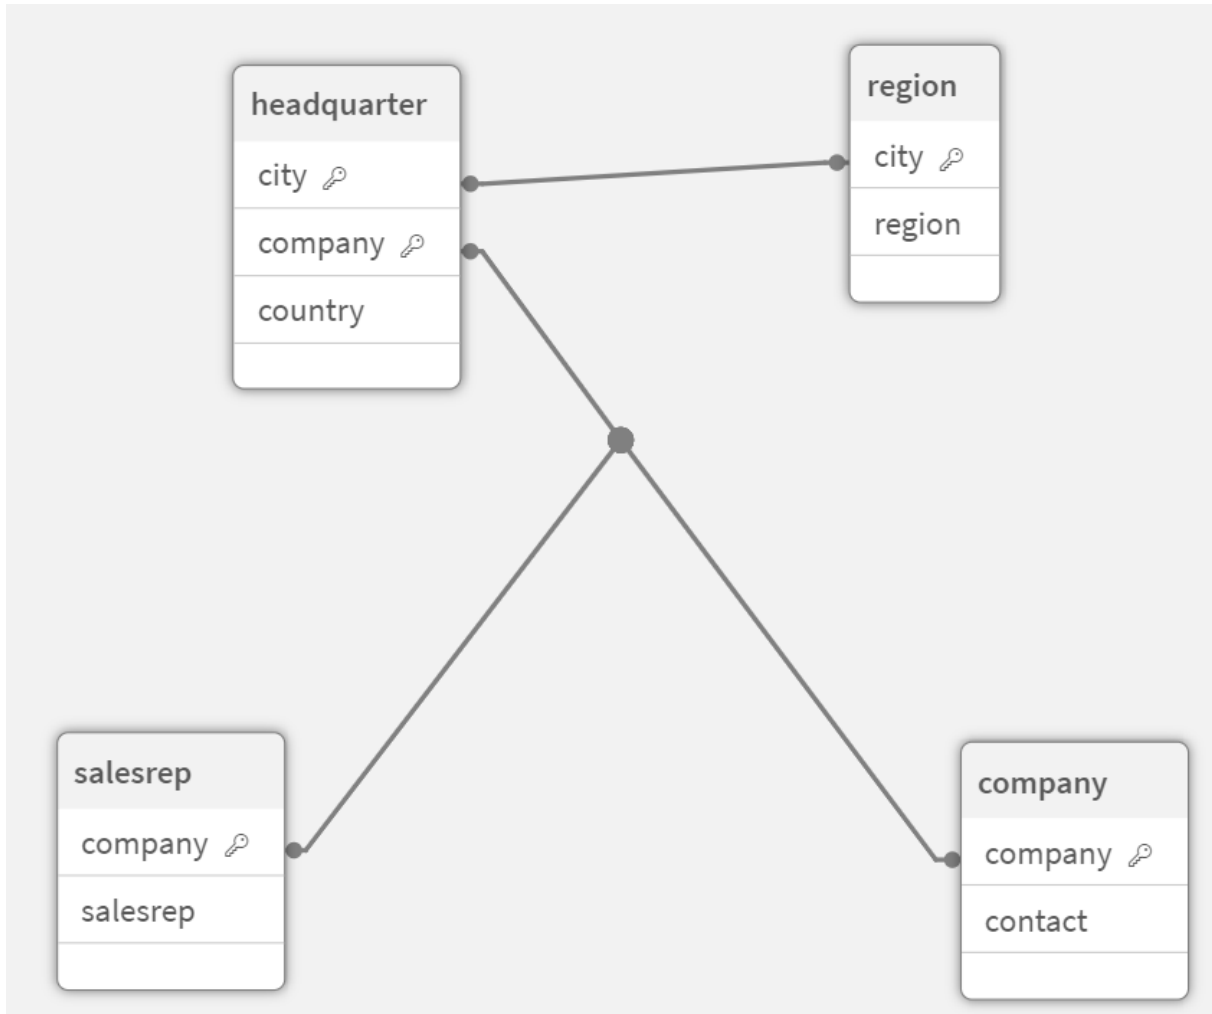 headquarter
city
company
country
region
city
region
salesrep
company
salesrep
company
company
contact